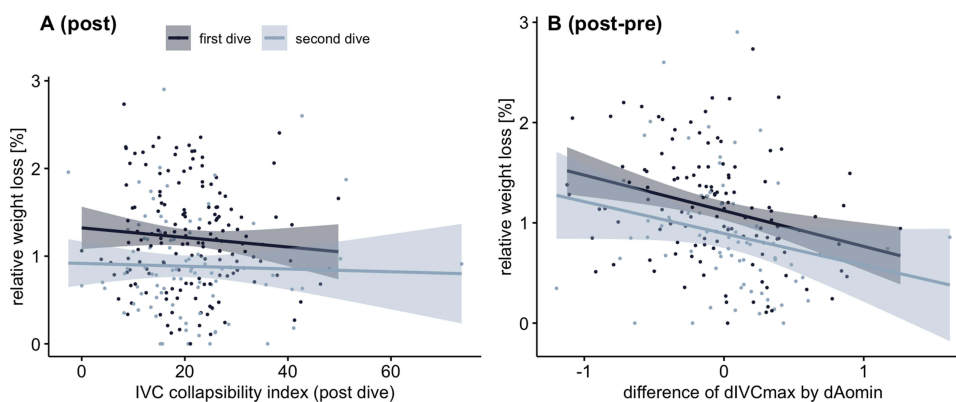 A (post)
first dive
second dive
3
2
1
0
relative weight loss [%]
0
20
40
60
IVC collapsibility index (post dive)
B (post-pre)
3
2
1
0
relative weight loss [%]
-1
0
1
difference of dIVCmax by dAomin